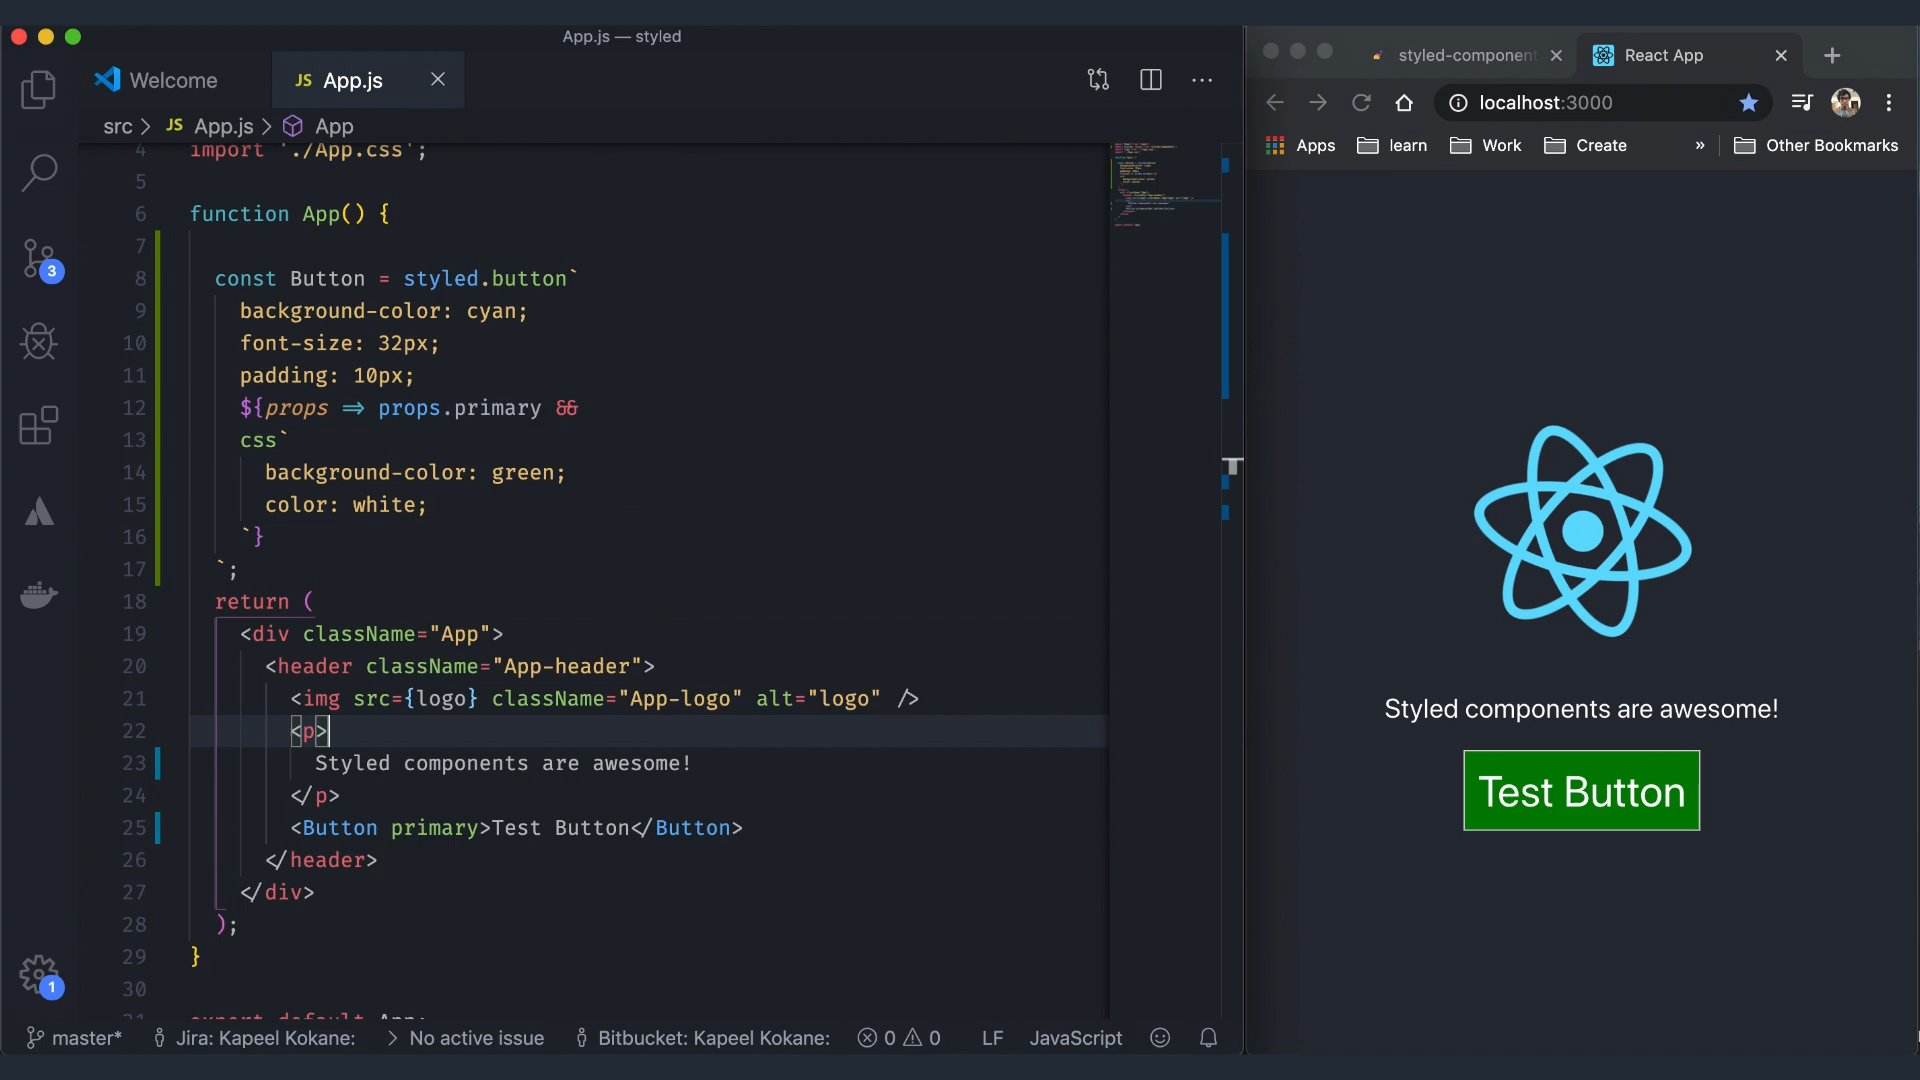 App.js — styled
Welcome
JS App.js
src > JS App.js > App
4 import './App.css';
5
6 function App() {
7
8 const Button = styled.button`
9 background-color: cyan;
10 font-size: 32px;
11 padding: 10px;
12 ${props => props.primary &&
13 css`
14 background-color: green;
15 color: white;
16 `}
17 `;
18 return (
19 <div className="App">
20 <header className="App-header">
21 <img src={logo} className="App-logo" alt="logo" />
22 <p>
23 Styled components are awesome!
24 </p>
25 <Button primary>Test Button</Button>
26 </header>
27 </div>
28 );
29 }
30
31 export default App;
3
1
master* Jira: Kapeel Kokane: > No active issue Bitbucket: Kapeel Kokane: 0 0 LF JavaScript
styled-component
React App
localhost:3000
Apps learn Work Create » Other Bookmarks
Styled components are awesome!
Test Button